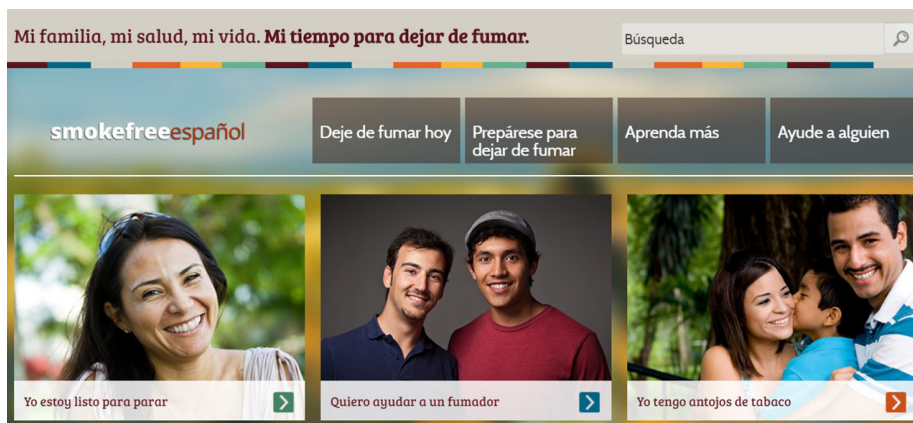 Mi familia, mi salud, mi vida. Mi tiempo para dejar de fumar.
Búsqueda
smokefreeespañol
Deje de fumar hoy
Prepárese para
dejar de fumar
Aprenda más
Ayude a alguien
Yo estoy listo para parar
Quiero ayudar a un fumador
Yo tengo antojos de tabaco